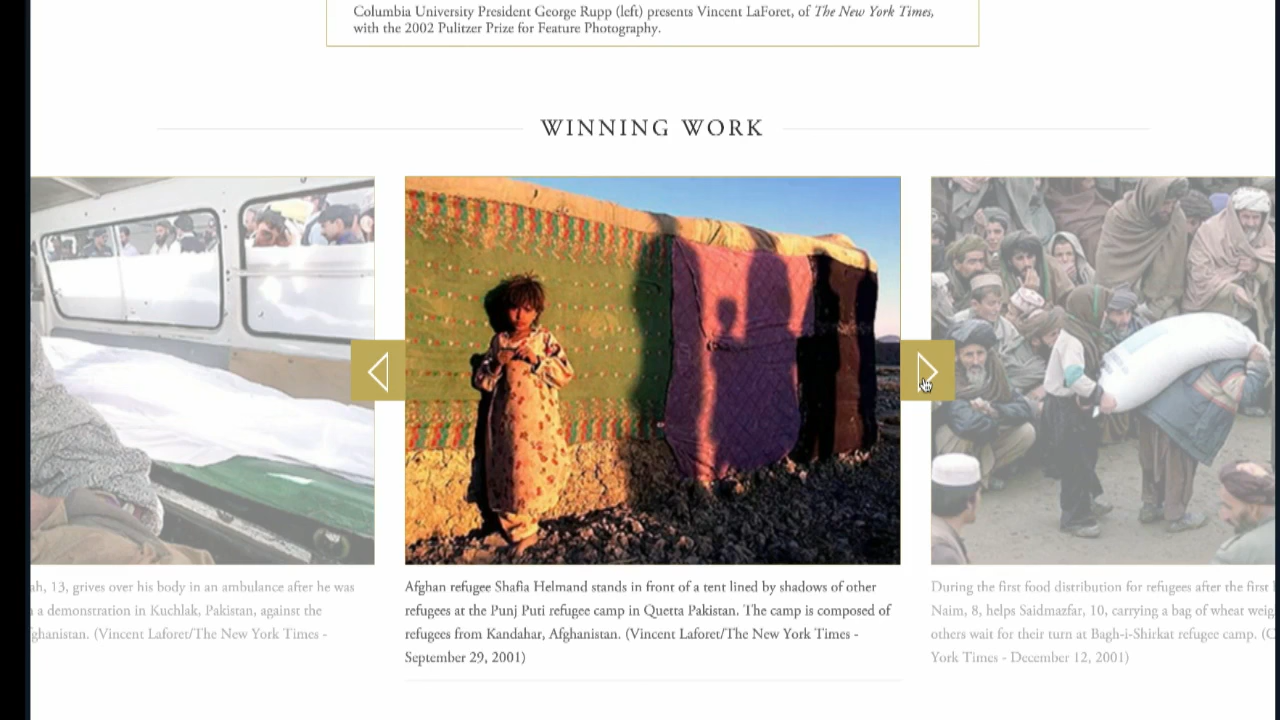 Columbia University President George Rupp (left) presents Vincent LaForet, of The New York Times,
with the 2002 Pulitzer Prize for Feature Photography.
WINNING WORK
ah, 13, grives over his body in an ambulance after he was
a demonstration in Kuchlak, Pakistan, against the
fghanistan. (Vincent Laforet/The New York Times -
Afghan refugee Shafia Helmand stands in front of a tent lined by shadows of other
refugees at the Punj Puti refugee camp in Quetta Pakistan. The camp is composed of
refugees from Kandahar, Afghanistan. (Vincent Laforet/The New York Times -
September 29, 2001)
During the first food distribution for refugees after the first
Naim, 8, helps Saidmazfar, 10, carrying a bag of wheat weig
others wait for their turn at Bagh-i-Shirkat refugee camp. (C
York Times - December 12, 2001)